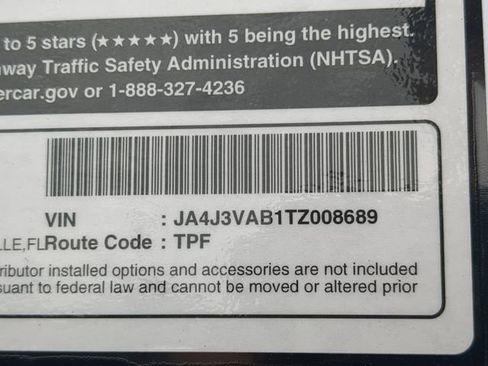 to 5 stars (★★★★★) with 5 being the highest.
way Traffic Safety Administration (NHTSA).
ercar.gov or 1-888-327-4236
VIN : JA4J3VAB1TZ008689
LLE,FL Route Code : TPF
ributor installed options and accessories are not included
suant to federal law and cannot be moved or altered prior